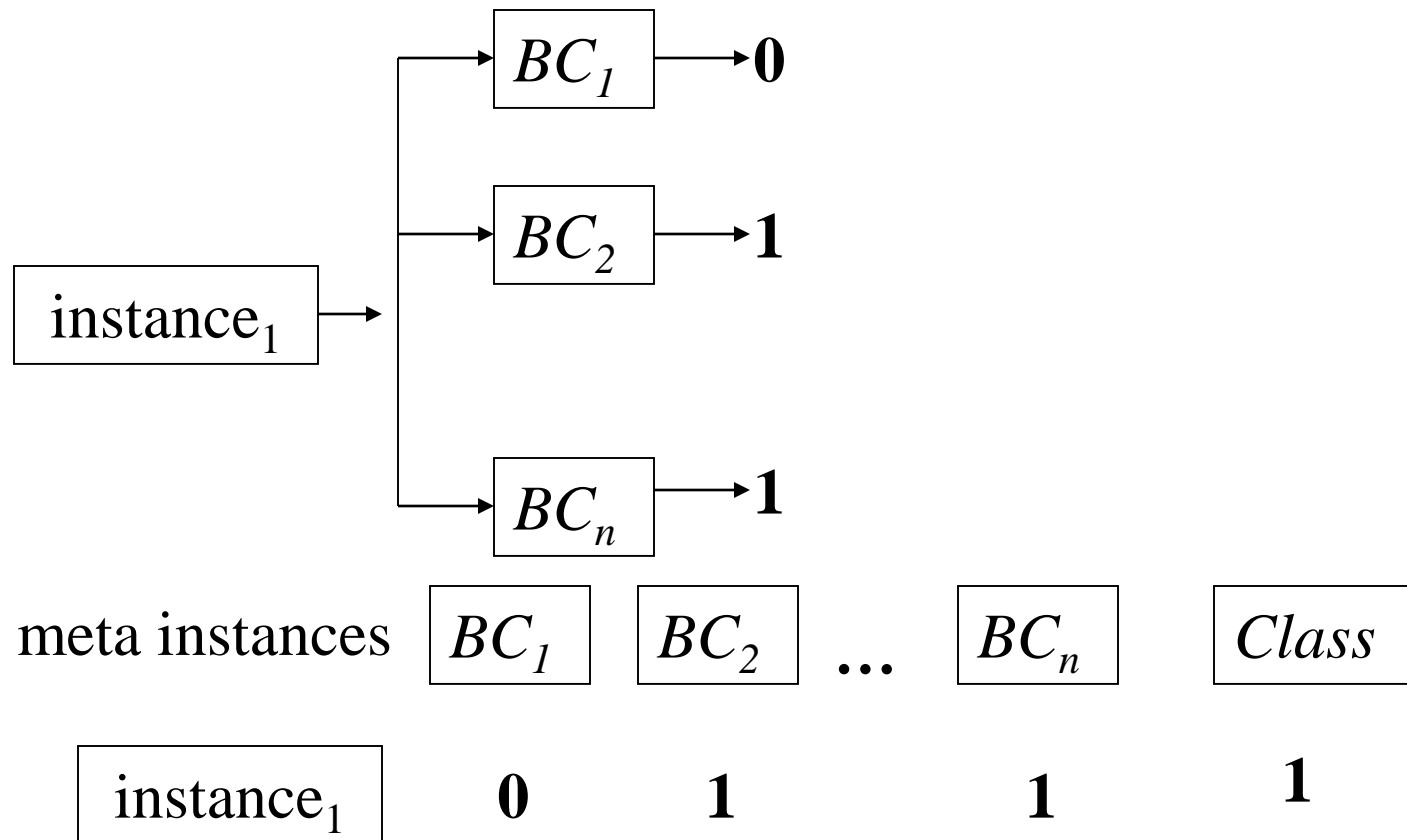 BC₁ 0
BC₂ 1
instance₁
BCₙ 1
meta instances BC₁ BC₂ ... BCₙ Class
instance₁ 0 1 1 1